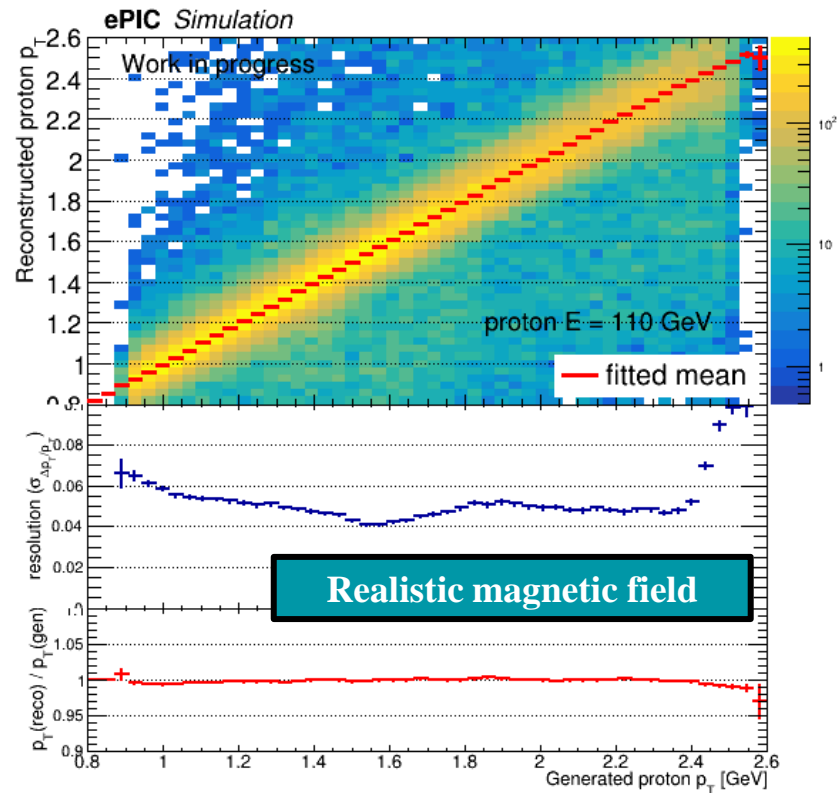 ePIC Simulation
Work in progress
Reconstructed proton p_T
2.6
2.4
2.2
2
1.8
1.6
1.4
1.2
1
10²
10
1
proton E = 110 GeV
fitted mean
resolution (σ_Δp_T/p_T)
0.08
0.06
0.04
0.02
Realistic magnetic field
p_T(reco) / p_T(gen)
1.05
1
0.95
0.9
0.8 1 1.2 1.4 1.6 1.8 2 2.2 2.4 2.6
Generated proton p_T [GeV]